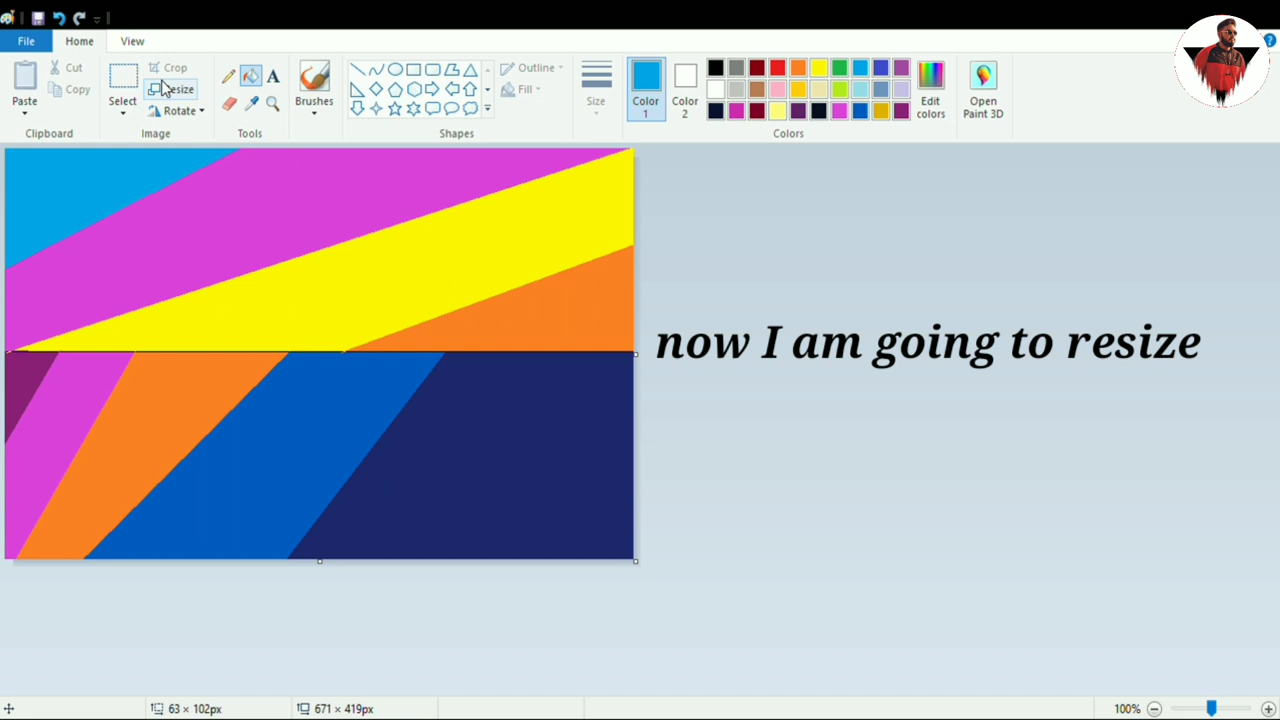 File Home View
Paste
Cut
Copy
Clipboard
Select
Crop
Resize
Rotate
Image
Tools
Brushes
Outline
Fill
Shapes
Size
Color 1
Color 2
Edit colors
Colors
Open Paint 3D
now I am going to resize
63 × 102px
671 × 419px
100%